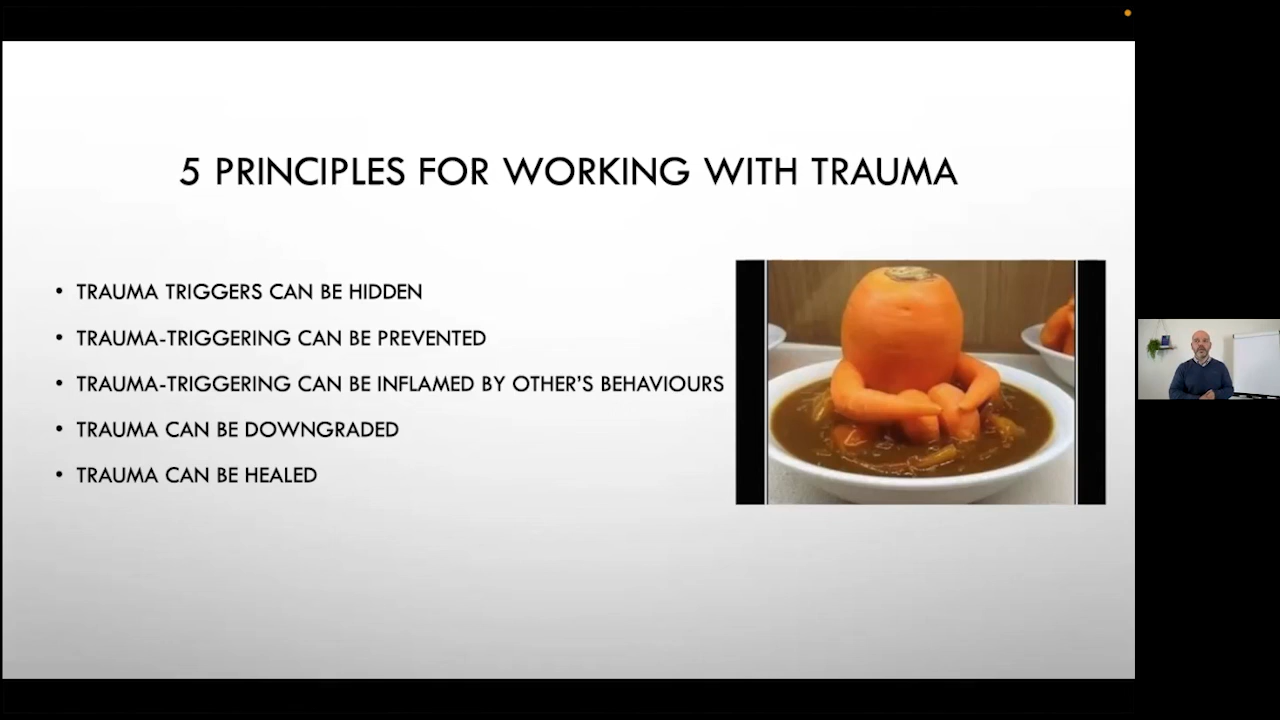 5 PRINCIPLES FOR WORKING WITH TRAUMA
• TRAUMA TRIGGERS CAN BE HIDDEN
• TRAUMA-TRIGGERING CAN BE PREVENTED
• TRAUMA-TRIGGERING CAN BE INFLAMED BY OTHER'S BEHAVIOURS
• TRAUMA CAN BE DOWNGRADED
• TRAUMA CAN BE HEALED